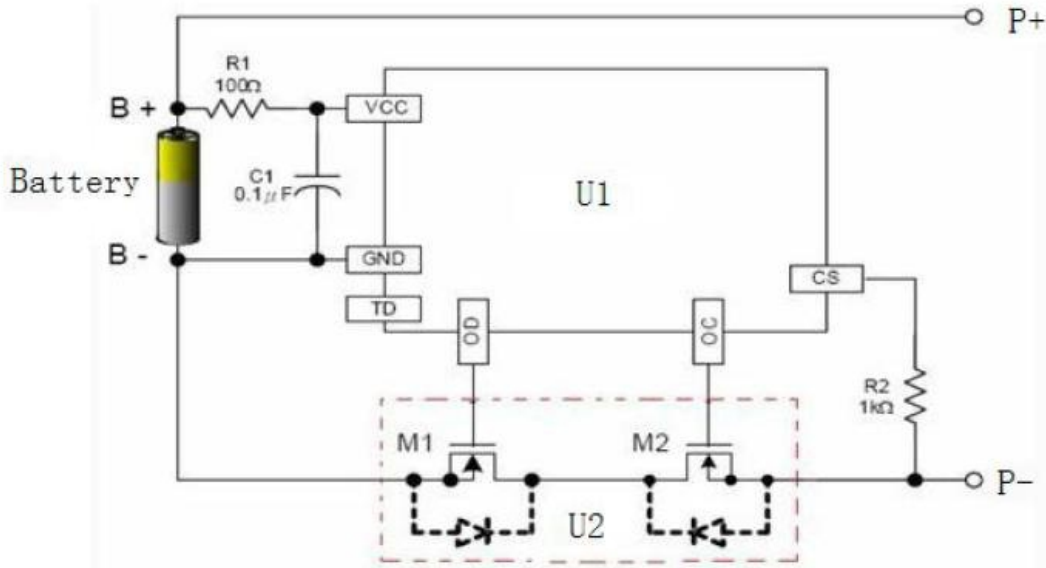 P+
R1
100Ω
B +
VCC
Battery
C1
0.1μF
U1
B -
GND
CS
TD
OD
OC
R2
1kΩ
M1
M2
P-
U2